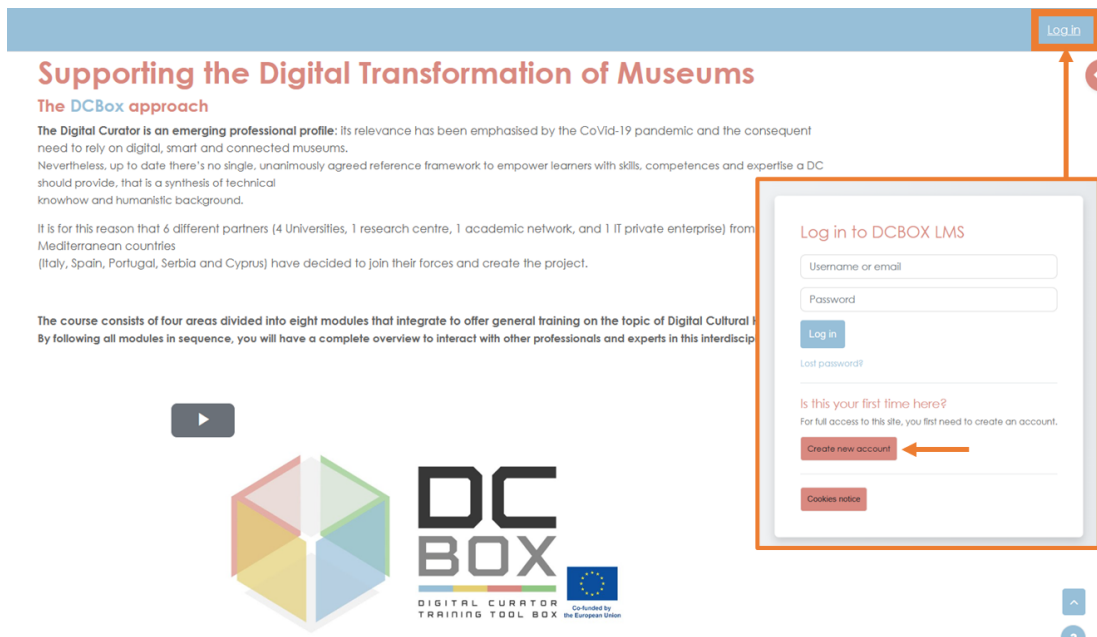 Log in
Supporting the Digital Transformation of Museums
The DCBox approach
The Digital Curator is an emerging professional profile: Its relevance has been emphasised by the CoVid-19 pandemic and the consequent
need to rely on digital, smart and connected museums.
Nevertheless, up to date there's no single, unanimously agreed reference framework to empower learners with skills, competences and expertise a DC
should provide, that is a synthesis of technical
knowhow and humanistic background.
It is for this reason that 6 different partners (4 Universities, 1 research centre, 1 academic network, and 1 IT private enterprise) from
Mediterranean countries
(Italy, Spain, Portugal, Serbia and Cyprus) have decided to join their forces and create the project.
The course consists of four areas divided into eight modules that integrate to offer general training on the topic of Digital Cultural
By following all modules in sequence, you will have a complete overview to interact with other professionals and experts in this interdiscip
Log in to DCBOX LMS
Username or email
Password
Log in
Lost password?
Is this your first time here?
For full access to this site, you first need to create an account.
Create new account
Cookies notice
DC
BOX
DIGITAL CURATOR
TRAINING TOOL BOX
Co-funded by
the European Union